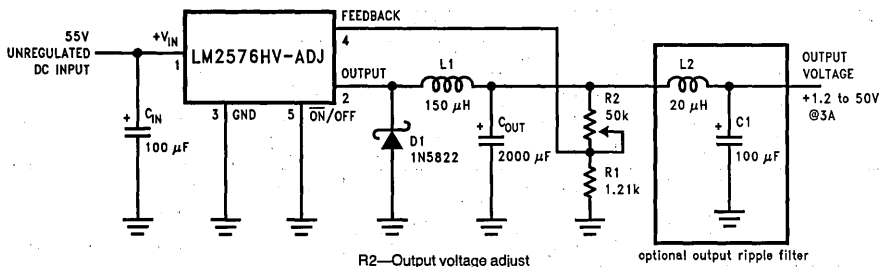 55V
UNREGULATED
DC INPUT
+VIN
1
CIN
+
100 µF
LM2576HV-ADJ
FEEDBACK
4
OUTPUT
2
3 GND
5 ON/OFF
D1
1N5822
L1
150 µH
+
COUT
2000 µF
R2
50k
R1
1.21k
L2
20 µH
+
C1
100 µF
OUTPUT
VOLTAGE
+1.2 to 50V
@3A
optional output ripple filter
R2—Output voltage adjust